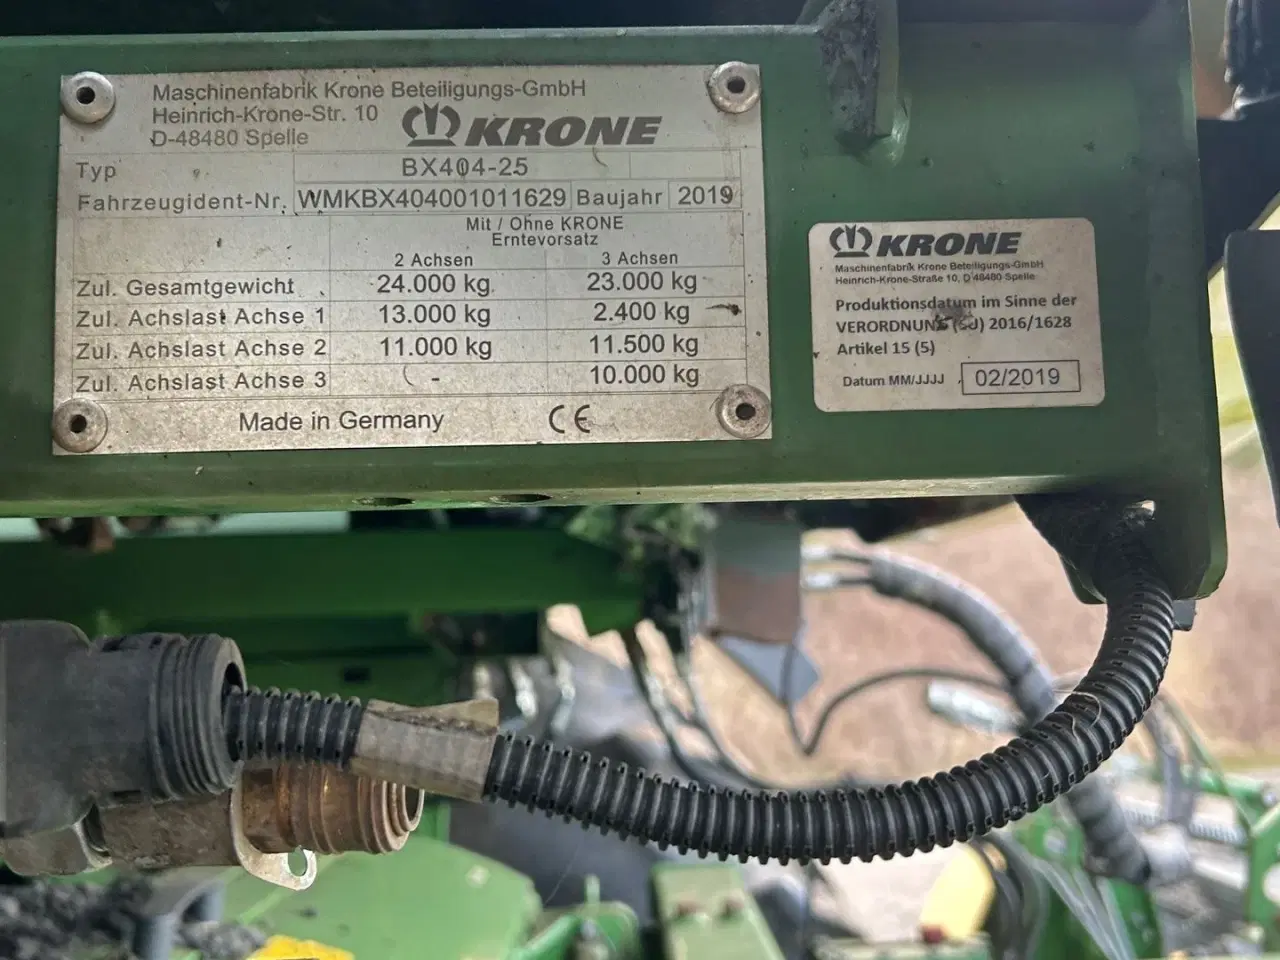 Maschinenfabrik Krone Beteiligungs-GmbH
Heinrich-Krone-Str. 10
D-48480 Spelle
KRONE
Typ BX404-25
Fahrzeugident-Nr. WMKBX404001011629 Baujahr 2019
Mit / Ohne KRONE
Erntevorsatz
2 Achsen 3 Achsen
Zul. Gesamtgewicht 24.000 kg 23.000 kg
Zul. Achslast Achse 1 13.000 kg 2.400 kg
Zul. Achslast Achse 2 11.000 kg 11.500 kg
Zul. Achslast Achse 3 - 10.000 kg
Made in Germany CE
KRONE
Maschinenfabrik Krone Beteiligungs-GmbH
Heinrich-Krone-Straße 10, D 48480 Spelle
Produktionsdatum im Sinne der
VERORDNUNG (EU) 2016/1628
Artikel 15 (5)
Datum MM/JJJJ 02/2019